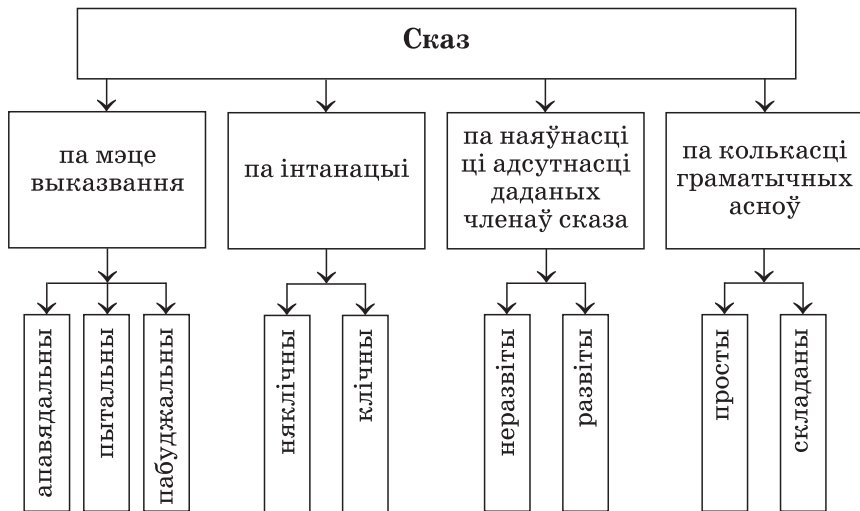 Сказ
па мэце
выказвання
па інтанацыі
па наяўнасці
ці адсутнасці
даданых
членаў сказа
па колькасці
граматычных
асноў
апавядальны
пытальны
пабуджальны
няклічны
клічны
неразвіты
развіты
просты
складаны